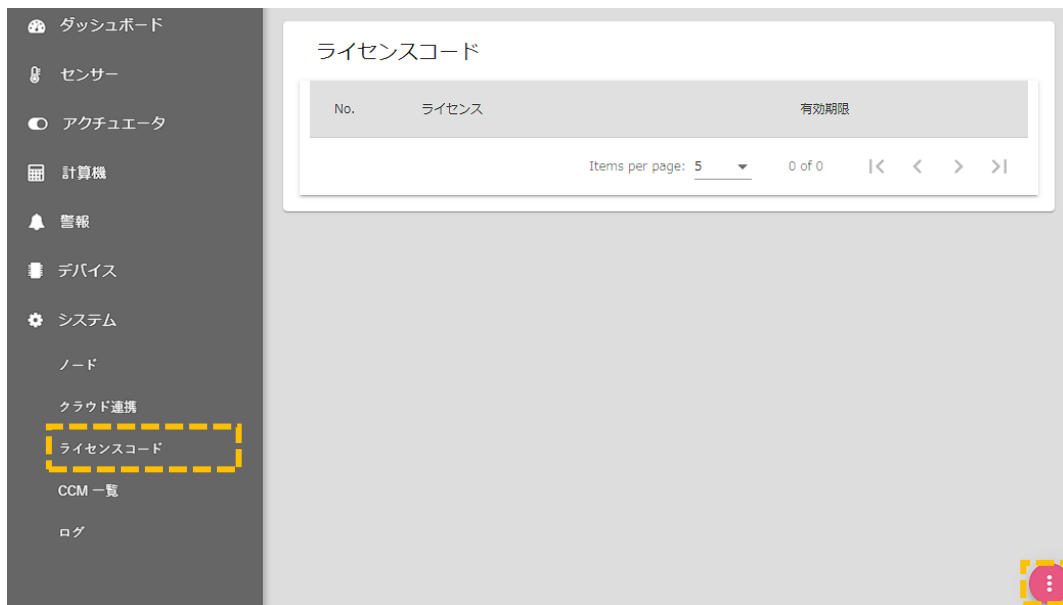 ダッシュボード
センサー
アクチュエータ
計算機
警報
デバイス
システム
ノード
クラウド連携
ライセンスコード
CCM 一覧
ログ
ライセンスコード
No. ライセンス 有効期限
Items per page: 5 0 of 0